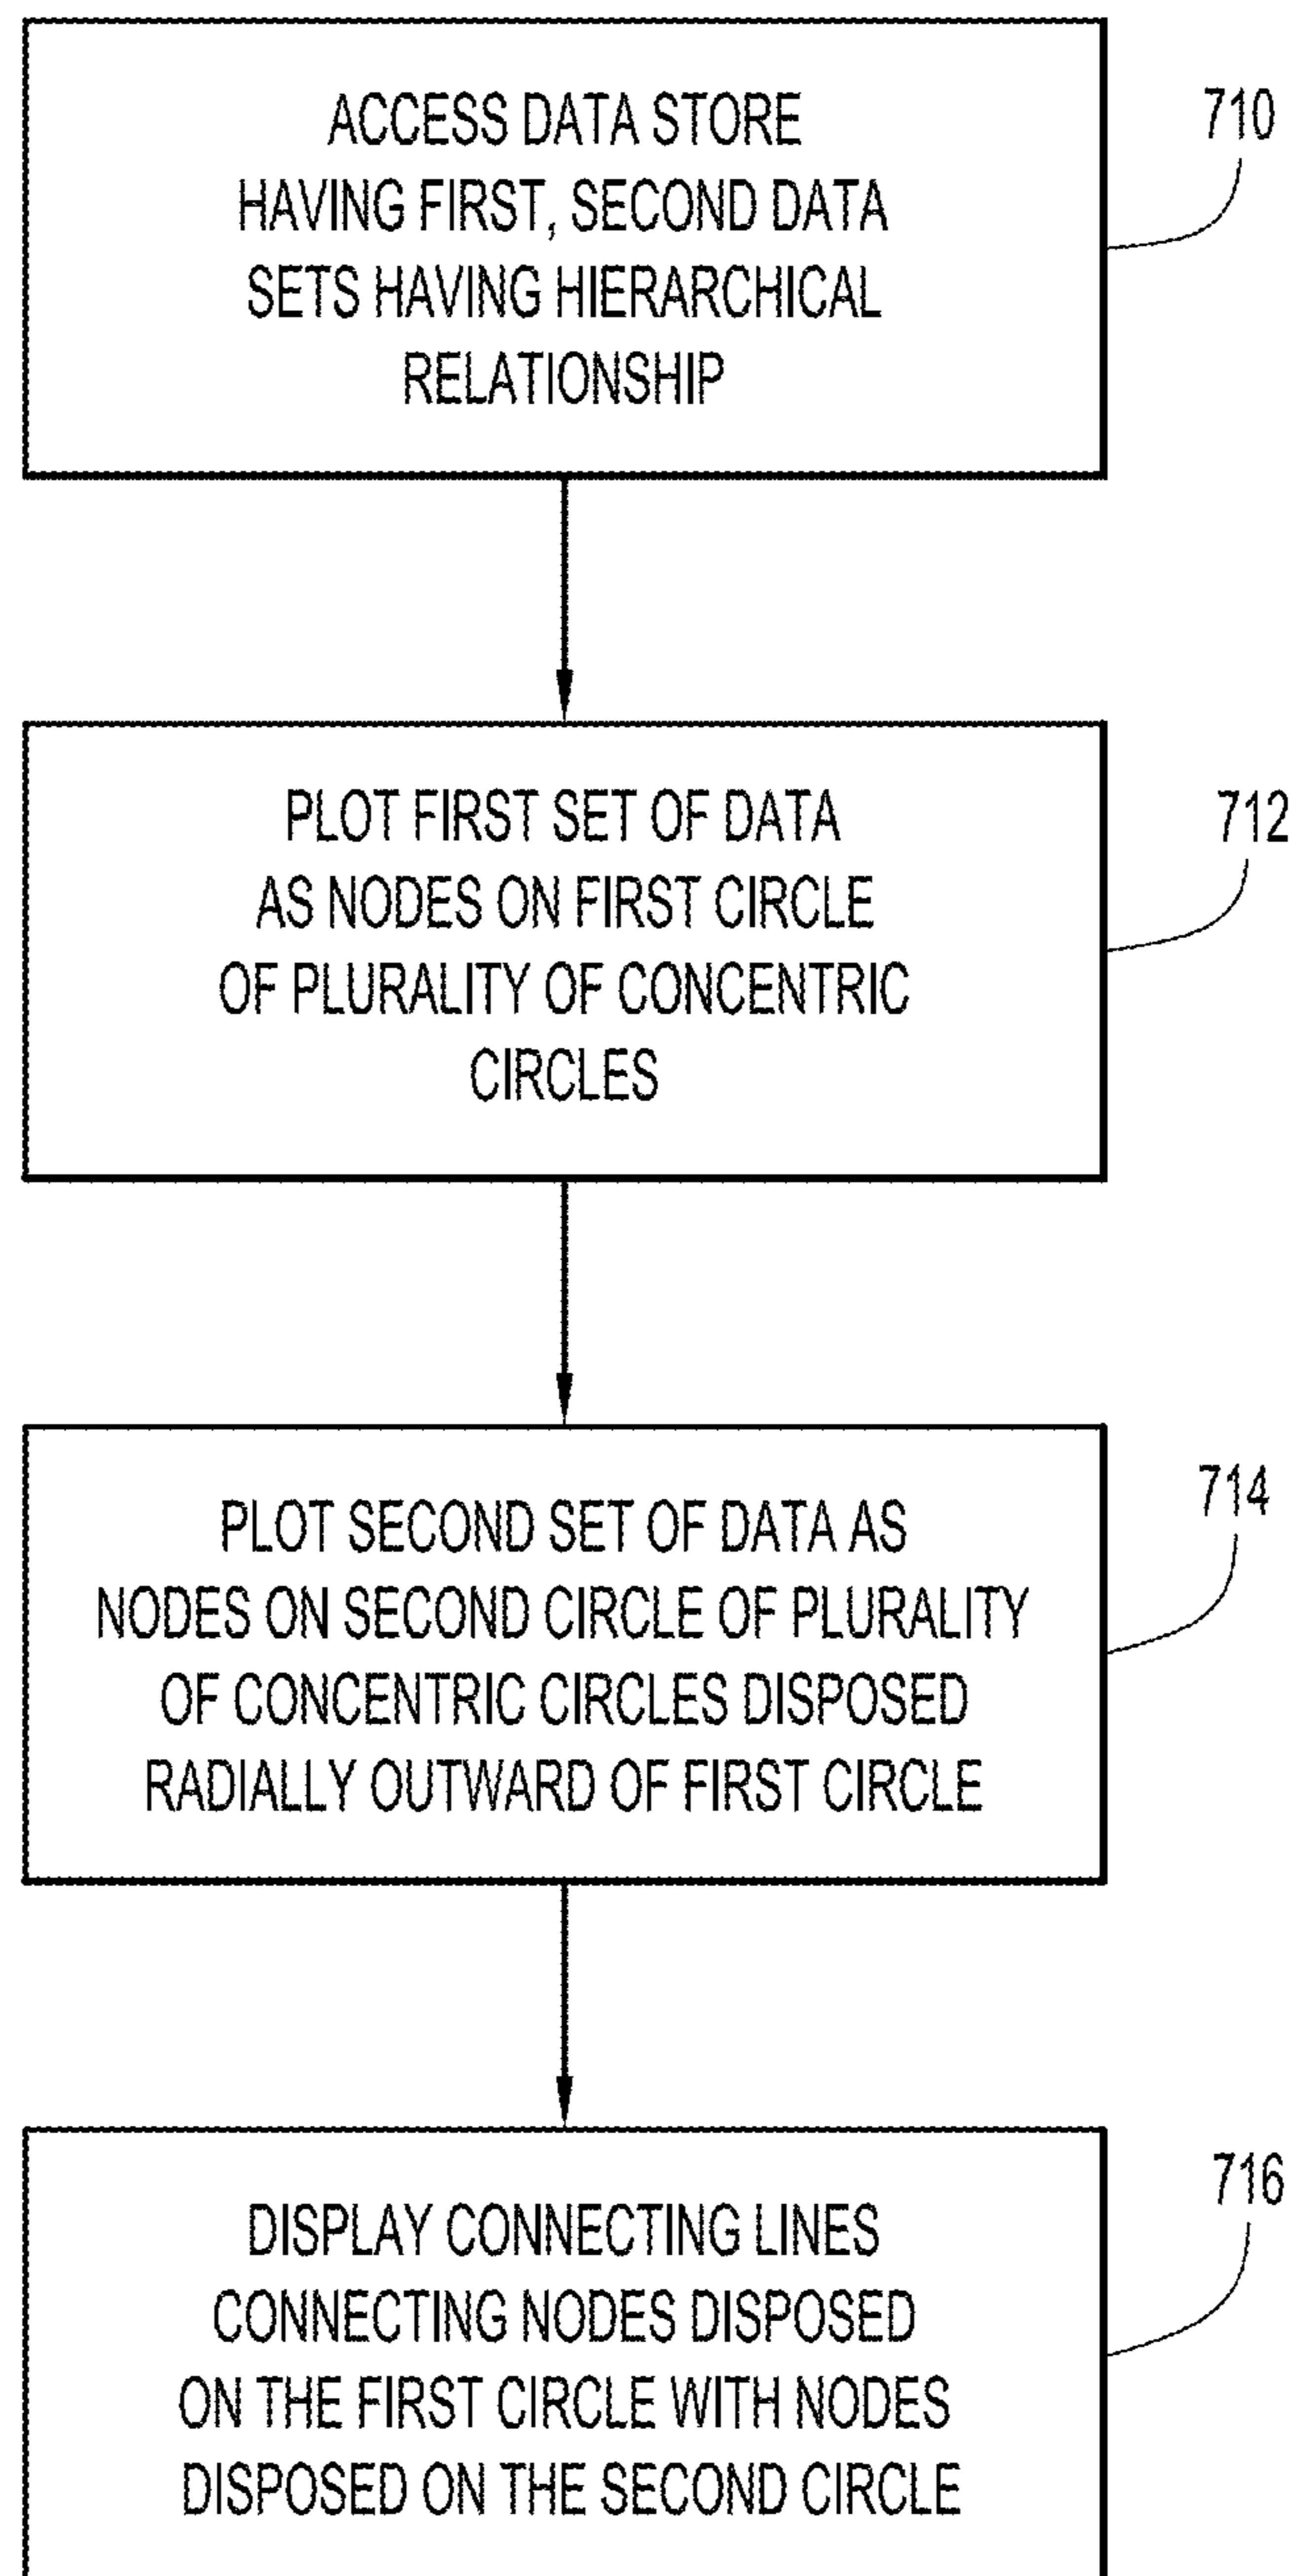 ACCESS DATA STORE
HAVING FIRST, SECOND DATA
SETS HAVING HIERARCHICAL
RELATIONSHIP
710
PLOT FIRST SET OF DATA
AS NODES ON FIRST CIRCLE
OF PLURALITY OF CONCENTRIC
CIRCLES
712
PLOT SECOND SET OF DATA AS
NODES ON SECOND CIRCLE OF PLURALITY
OF CONCENTRIC CIRCLES DISPOSED
RADIALLY OUTWARD OF FIRST CIRCLE
714
DISPLAY CONNECTING LINES
CONNECTING NODES DISPOSED
ON THE FIRST CIRCLE WITH NODES
DISPOSED ON THE SECOND CIRCLE
716